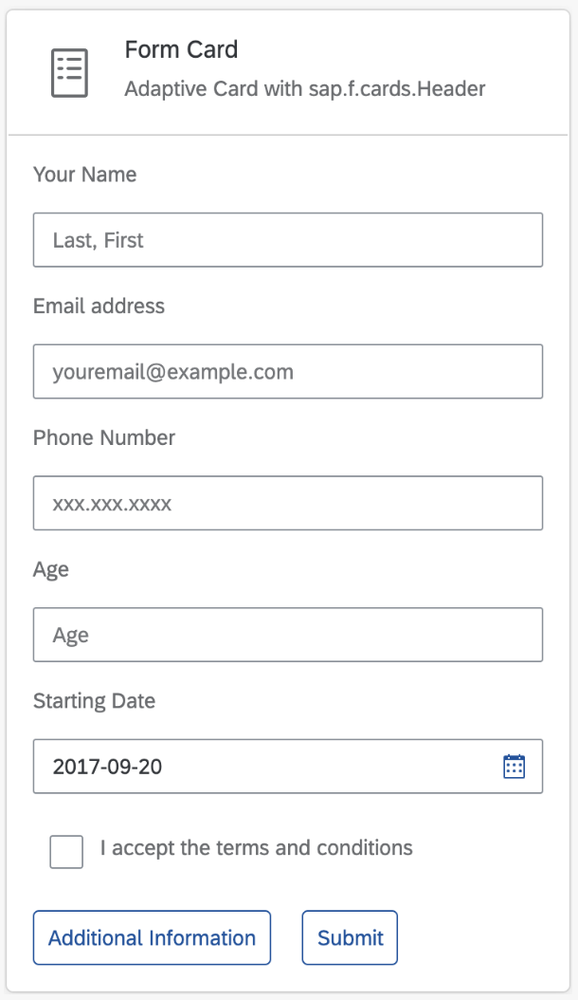 Form Card
Adaptive Card with sap.f.cards.Header
Your Name
Last, First
Email address
youremail@example.com
Phone Number
xxx.xxx.xxxx
Age
Age
Starting Date
2017-09-20
I accept the terms and conditions
Additional Information
Submit